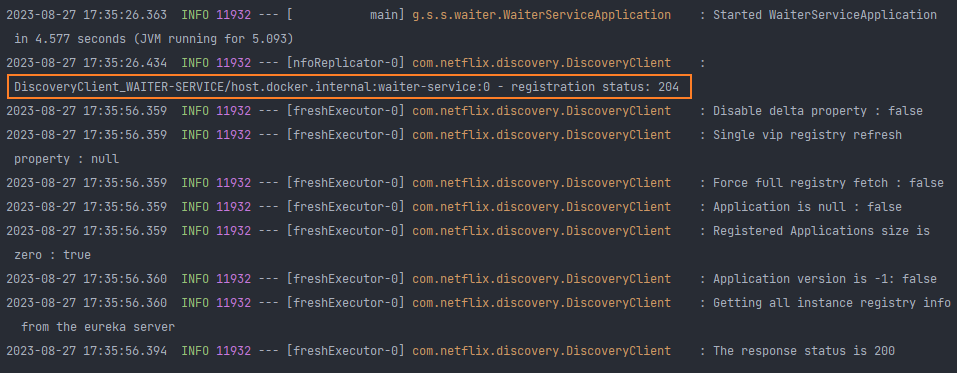 2023-08-27 17:35:26.363  INFO 11932 --- [           main] g.s.s.waiter.WaiterServiceApplication    : Started WaiterServiceApplication
 in 4.577 seconds (JVM running for 5.093)
2023-08-27 17:35:26.434  INFO 11932 --- [nfoReplicator-0] com.netflix.discovery.DiscoveryClient    :
 DiscoveryClient_WAITER-SERVICE/host.docker.internal:waiter-service:0 - registration status: 204
2023-08-27 17:35:56.359  INFO 11932 --- [freshExecutor-0] com.netflix.discovery.DiscoveryClient    : Disable delta property : false
2023-08-27 17:35:56.359  INFO 11932 --- [freshExecutor-0] com.netflix.discovery.DiscoveryClient    : Single vip registry refresh
 property : null
2023-08-27 17:35:56.359  INFO 11932 --- [freshExecutor-0] com.netflix.discovery.DiscoveryClient    : Force full registry fetch : false
2023-08-27 17:35:56.359  INFO 11932 --- [freshExecutor-0] com.netflix.discovery.DiscoveryClient    : Application is null : false
2023-08-27 17:35:56.359  INFO 11932 --- [freshExecutor-0] com.netflix.discovery.DiscoveryClient    : Registered Applications size is
 zero : true
2023-08-27 17:35:56.360  INFO 11932 --- [freshExecutor-0] com.netflix.discovery.DiscoveryClient    : Application version is -1: false
2023-08-27 17:35:56.360  INFO 11932 --- [freshExecutor-0] com.netflix.discovery.DiscoveryClient    : Getting all instance registry info
 from the eureka server
2023-08-27 17:35:56.394  INFO 11932 --- [freshExecutor-0] com.netflix.discovery.DiscoveryClient    : The response status is 200